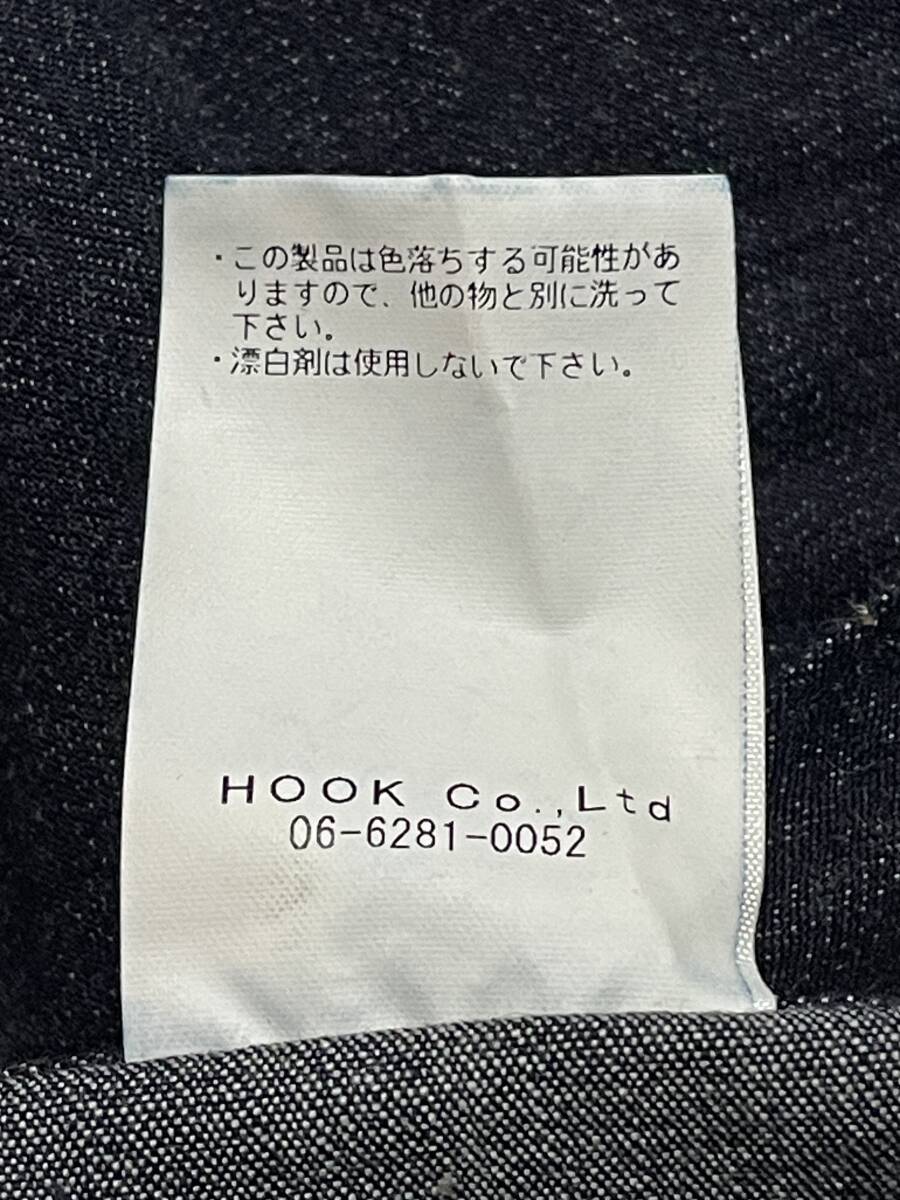 ・この製品は色落ちする可能性があ
りますので、他の物と別に洗って
下さい。
・漂白剤は使用しないで下さい。
HOOK Co.,Ltd
06-6281-0052